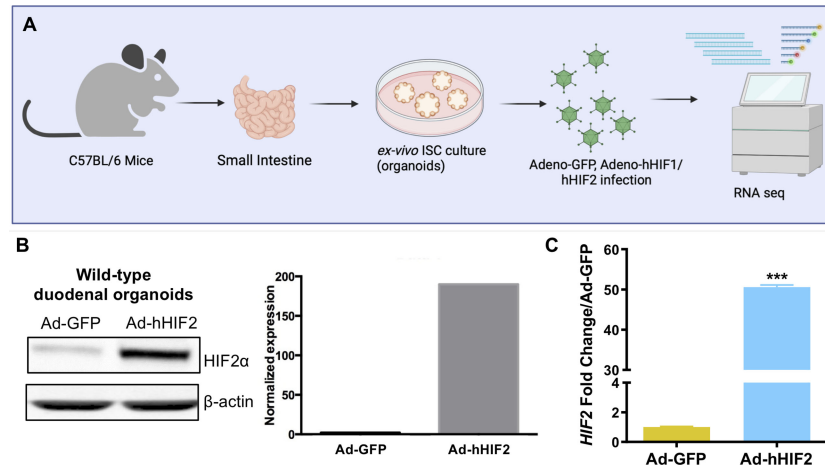 A
C57BL/6 Mice
Small Intestine
ex-vivo ISC culture
(organoids)
Adeno-GFP, Adeno-hHIF1/
hHIF2 infection
RNA seq
B
Wild-type
duodenal organoids
Ad-GFP Ad-hHIF2
HIF2α
β-actin
Normalized expression
200
150
100
50
0
Ad-GFP Ad-hHIF2
C
HIF2 Fold Change/Ad-GFP
60
50
40
30
4
2
0
***
Ad-GFP Ad-hHIF2